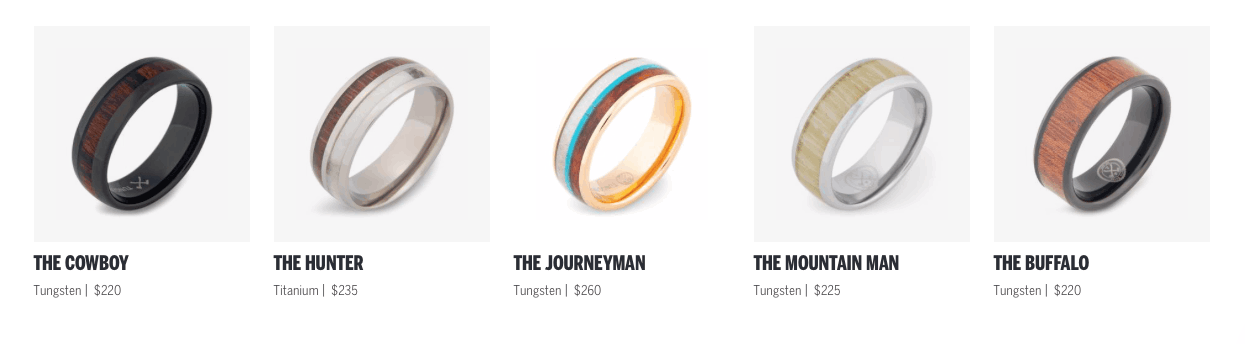 THE COWBOY
Tungsten | $220
THE HUNTER
Titanium | $235
THE JOURNEYMAN
Tungsten | $260
THE MOUNTAIN MAN
Tungsten | $225
THE BUFFALO
Tungsten | $220